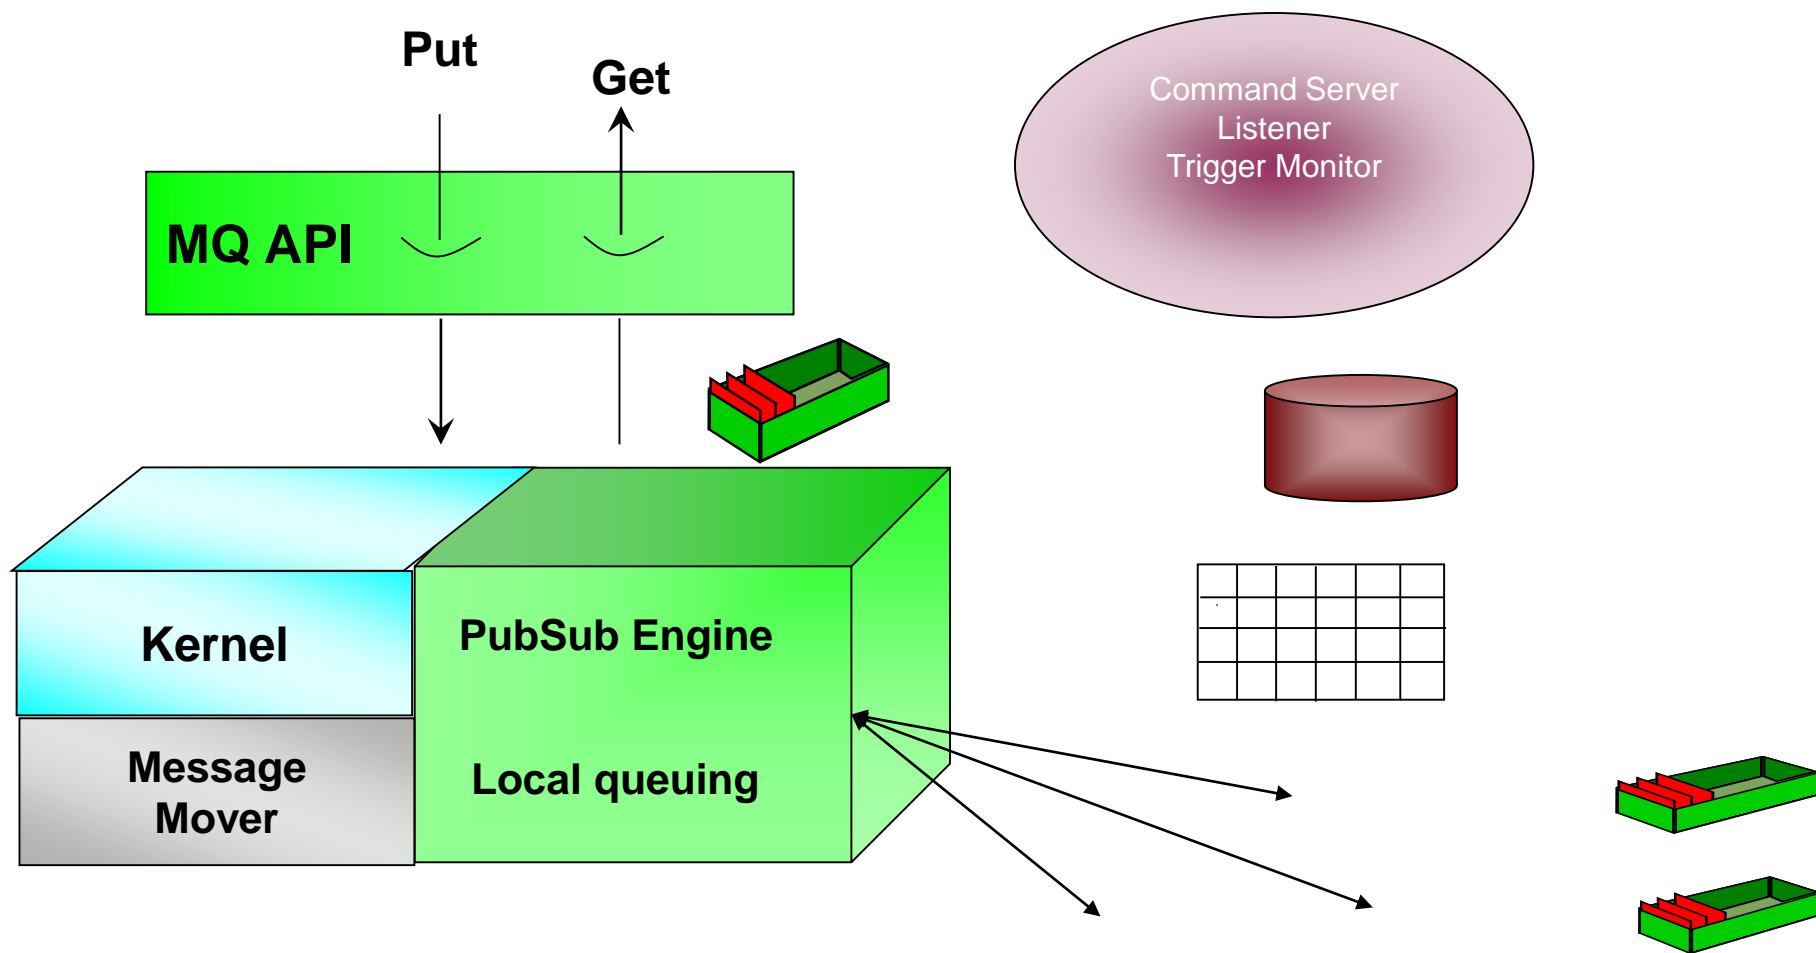 Put
Get
Command Server
Listener
Trigger Monitor
MQ API
Kernel
PubSub Engine
Message
Mover
Local queuing